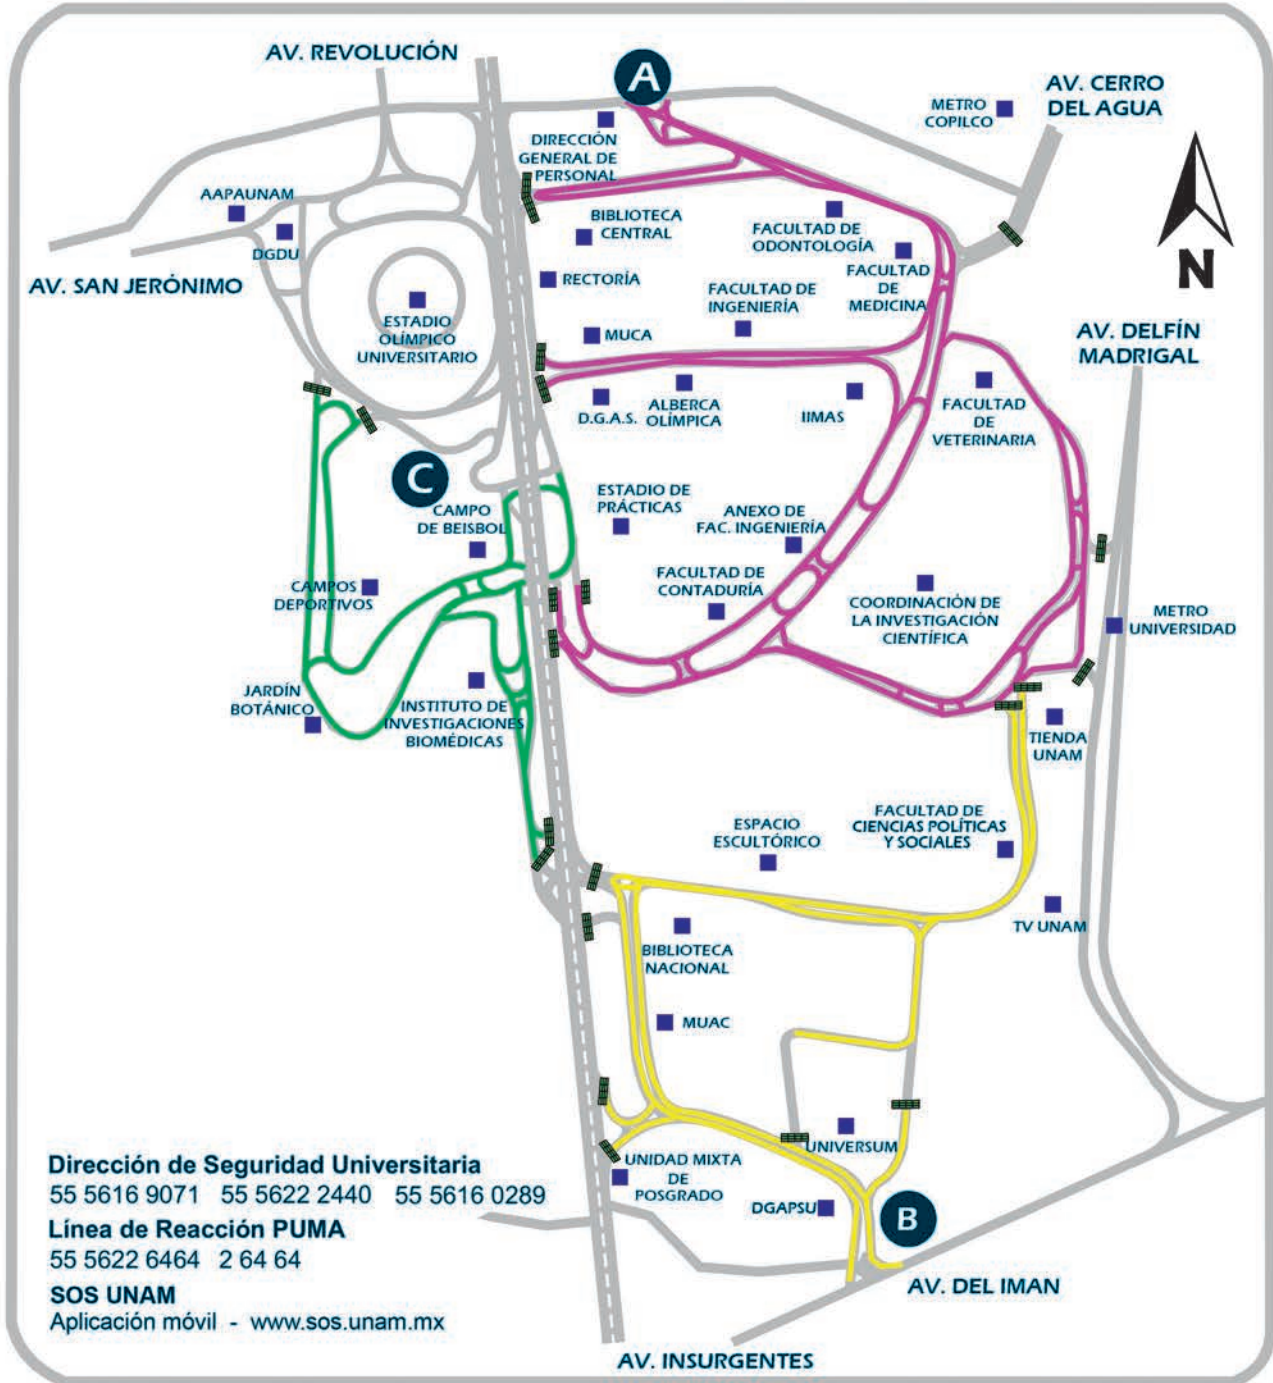 AV. REVOLUCIÓN
A
AV. CERRO
DEL AGUA
METRO
COPILCO
DIRECCIÓN
GENERAL DE
PERSONAL
AAPAUNAM
DGDU
AV. SAN JERÓNIMO
BIBLIOTECA
CENTRAL
FACULTAD DE
ODONTOLOGÍA
FACULTAD
DE
MEDICINA
N
RECTORÍA
FACULTAD DE
INGENIERÍA
ESTADIO
OLÍMPICO
UNIVERSITARIO
MUCA
AV. DELFÍN
MADRIGAL
D.G.A.S.
ALBERCA
OLÍMPICA
IIMAS
FACULTAD
DE
VETERINARIA
C
CAMPO
DE BEISBOL
ESTADIO DE
PRÁCTICAS
ANEXO DE
FAC. INGENIERÍA
CAMPOS
DEPORTIVOS
FACULTAD DE
CONTADURÍA
COORDINACIÓN DE
LA INVESTIGACIÓN
CIENTÍFICA
METRO
UNIVERSIDAD
JARDÍN
BOTÁNICO
INSTITUTO DE
INVESTIGACIONES
BIOMÉDICAS
TIENDA
UNAM
ESPACIO
ESCULTÓRICO
FACULTAD DE
CIENCIAS POLÍTICAS
Y SOCIALES
TV UNAM
BIBLIOTECA
NACIONAL
MUAC
UNIVERSUM
UNIDAD MIXTA
DE
POSGRADO
DGAPSU
B
AV. DEL IMAN
AV. INSURGENTES
Dirección de Seguridad Universitaria
55 5616 9071 55 5622 2440 55 5616 0289
Línea de Reacción PUMA
55 5622 6464 2 64 64
SOS UNAM
Aplicación móvil - www.sos.unam.mx